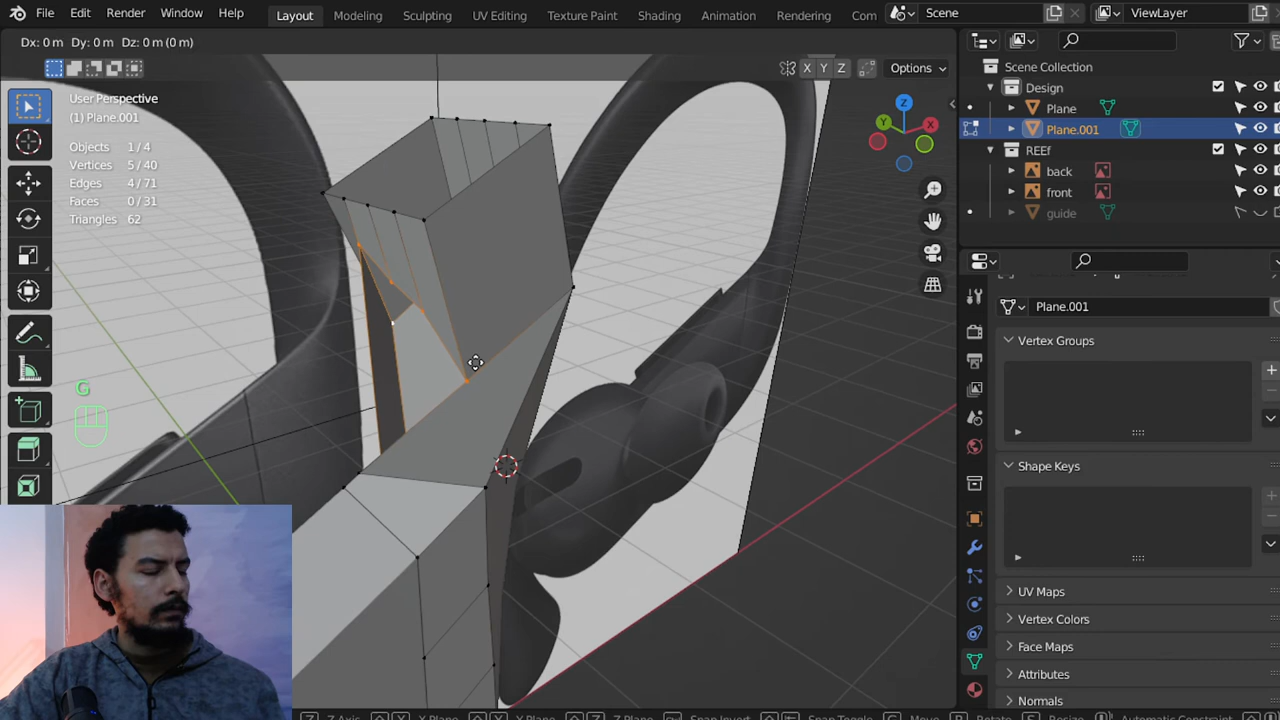 File Edit Render Window Help Layout Modeling Sculpting UV Editing Texture Paint Shading Animation Rendering Com Scene ViewLayer
Dx: 0 m Dy: 0 m Dz: 0 m (0 m)
X Y Z Options
User Perspective
(1) Plane.001
Objects 1/4
Vertices 5/40
Edges 4/71
Faces 0/31
Triangles 62
Z
Y
X
G
Scene Collection
Design
Plane
Plane.001
REEf
back
front
guide
Plane.001
Vertex Groups
Shape Keys
UV Maps
Vertex Colors
Face Maps
Attributes
Normals